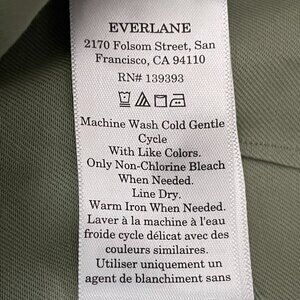 EVERLANE
2170 Folsom Street, San
Francisco, CA 94110
RN# 139393
Machine Wash Cold Gentle
Cycle
With Like Colors.
Only Non-Chlorine Bleach
When Needed.
Line Dry.
Warm Iron When Needed.
Laver à la machine à l'eau
froide cycle délicat avec des
couleurs similaires.
Utiliser uniquement un
agent de blanchiment sans